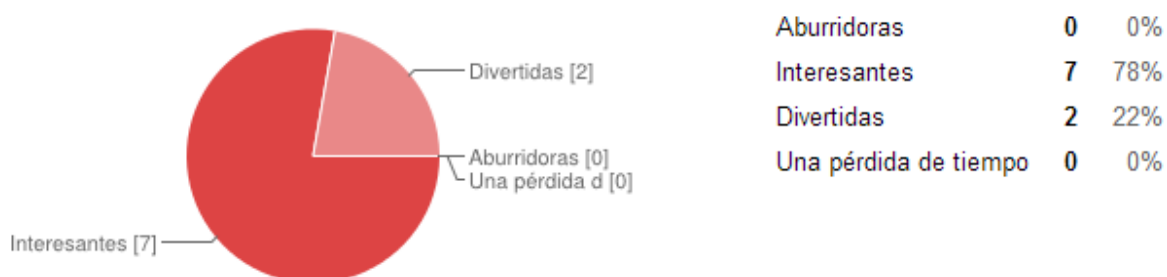 Divertidas [2]
Aburridoras [0]
Una pérdida d [0]
Interesantes [7]
Aburridoras 0 0%
Interesantes 7 78%
Divertidas 2 22%
Una pérdida de tiempo 0 0%